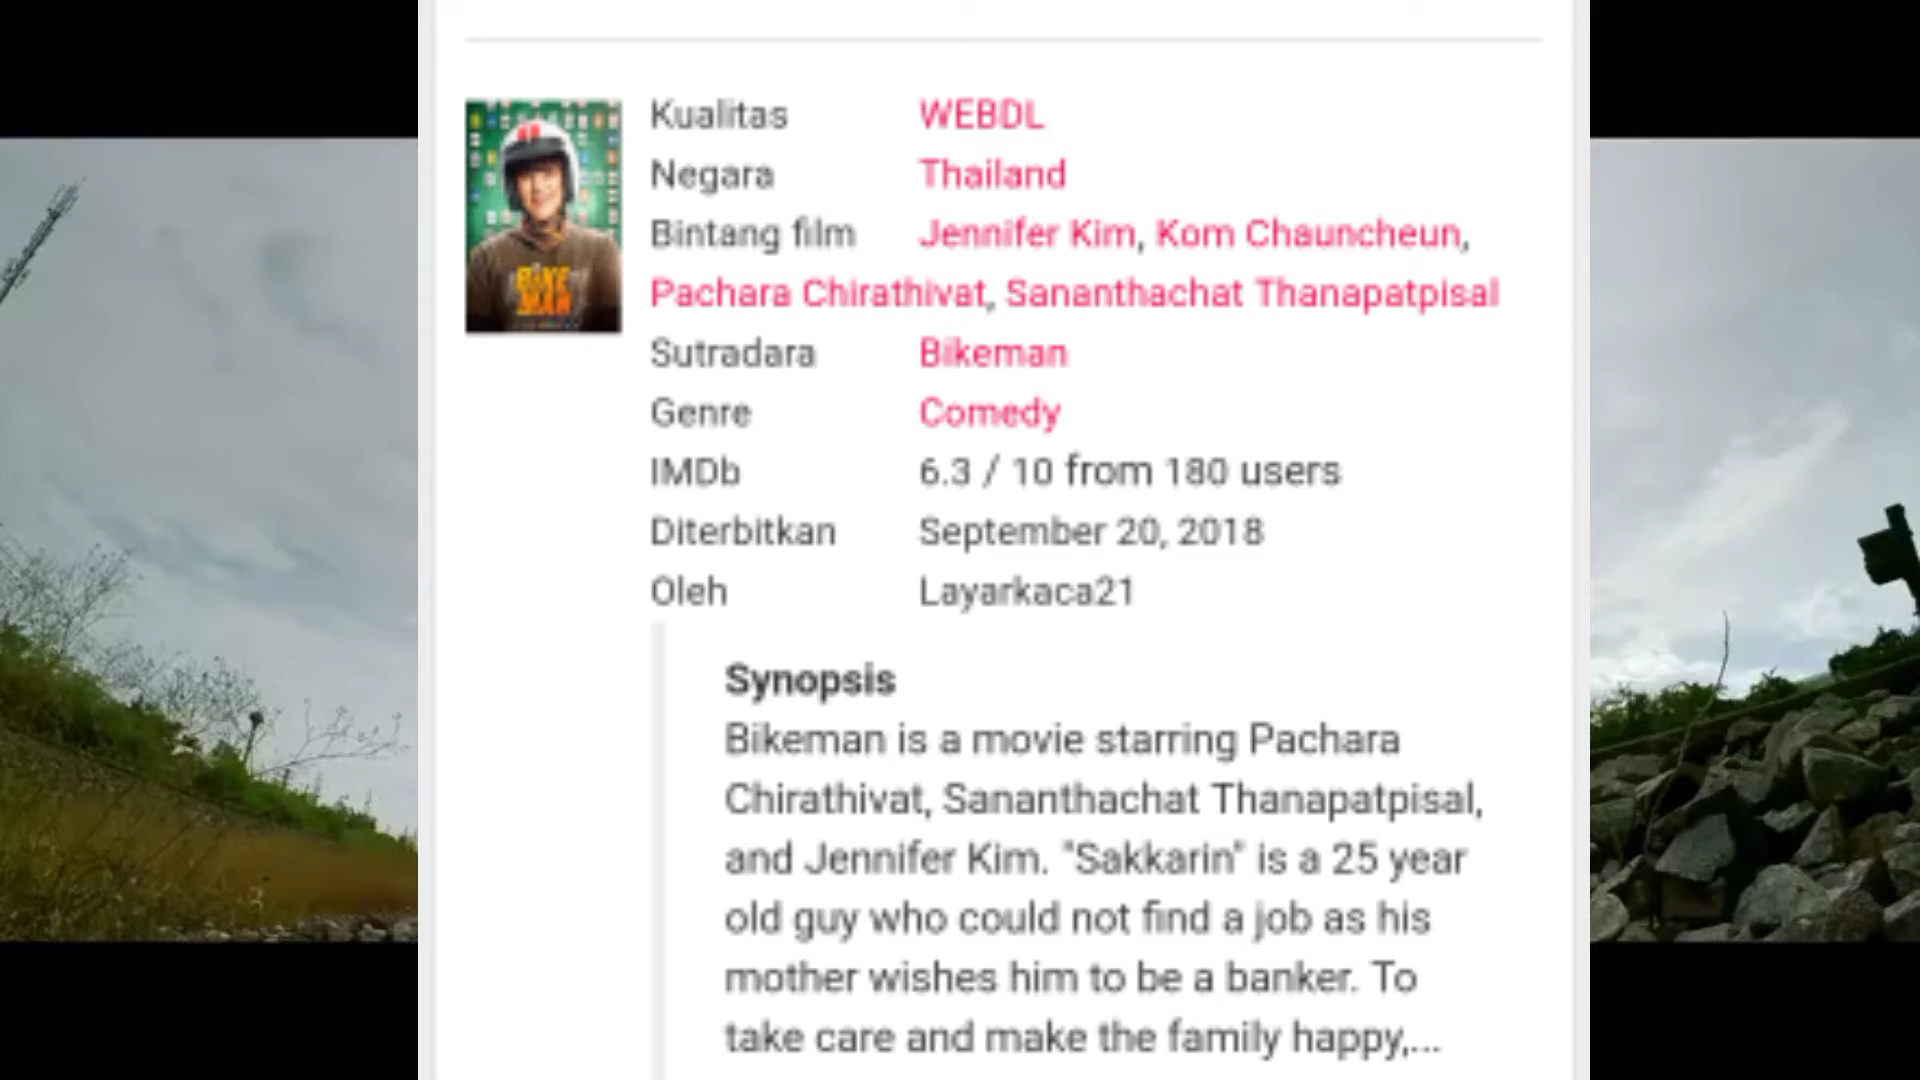 Kualitas WEBDL
Negara Thailand
Bintang film Jennifer Kim, Kom Chauncheun,
Pachara Chirathivat, Sananthachat Thanapatpisal
Sutradara Bikeman
Genre Comedy
IMDb 6.3 / 10 from 180 users
Diterbitkan September 20, 2018
Oleh Layarkaca21
BIKE
MAN
Synopsis
Bikeman is a movie starring Pachara
Chirathivat, Sananthachat Thanapatpisal,
and Jennifer Kim. "Sakkarin" is a 25 year
old guy who could not find a job as his
mother wishes him to be a banker. To
take care and make the family happy,...